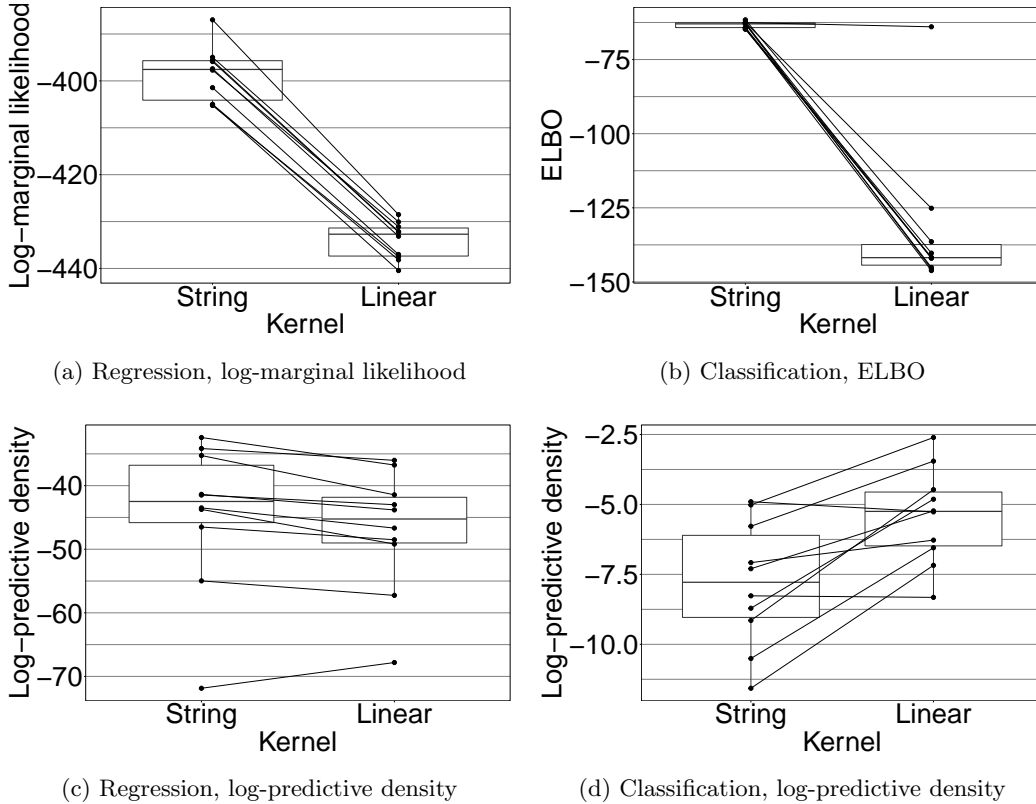 Log−marginal likelihood
−400
−420
−440
String
Linear
Kernel
(a) Regression, log-marginal likelihood
ELBO
−75
−100
−125
−150
String
Linear
Kernel
(b) Classification, ELBO
Log−predictive density
−40
−50
−60
−70
String
Linear
Kernel
(c) Regression, log-predictive density
Log−predictive density
−2.5
−5.0
−7.5
−10.0
String
Linear
Kernel
(d) Classification, log-predictive density